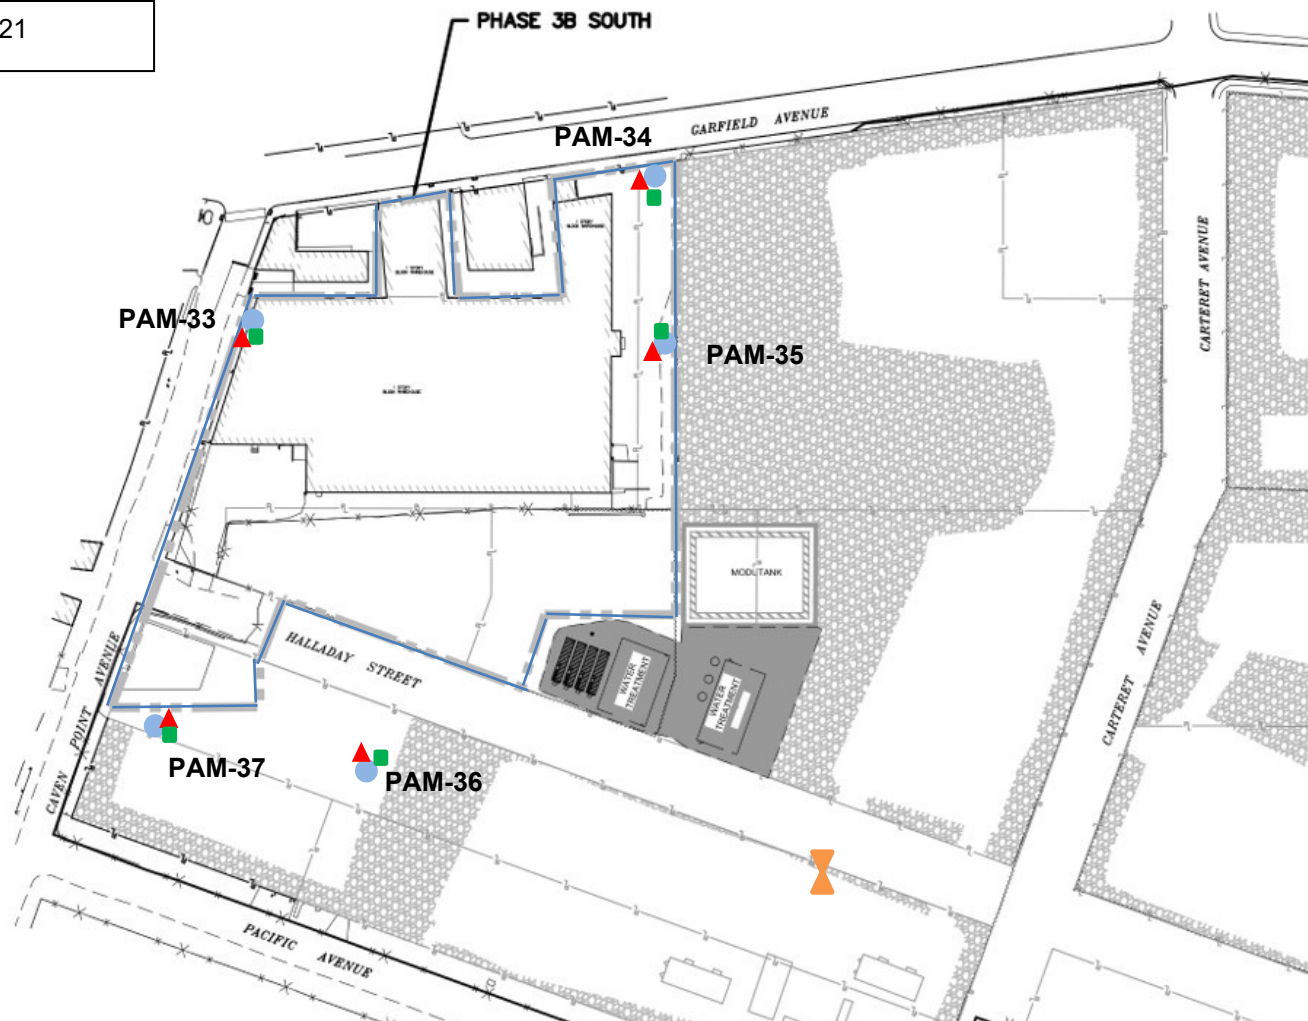 21
PHASE 3B SOUTH
PAM-34
GARFIELD AVENUE
PAM-33
PAM-35
CARTERET AVENUE
MODUTANK
HALLADAY STREET
WATER
TREATMENT
WATER
TREATMENT
CARTERET AVENUE
CAVEN POINT AVENUE
PAM-37
PAM-36
PACIFIC
AVENUE